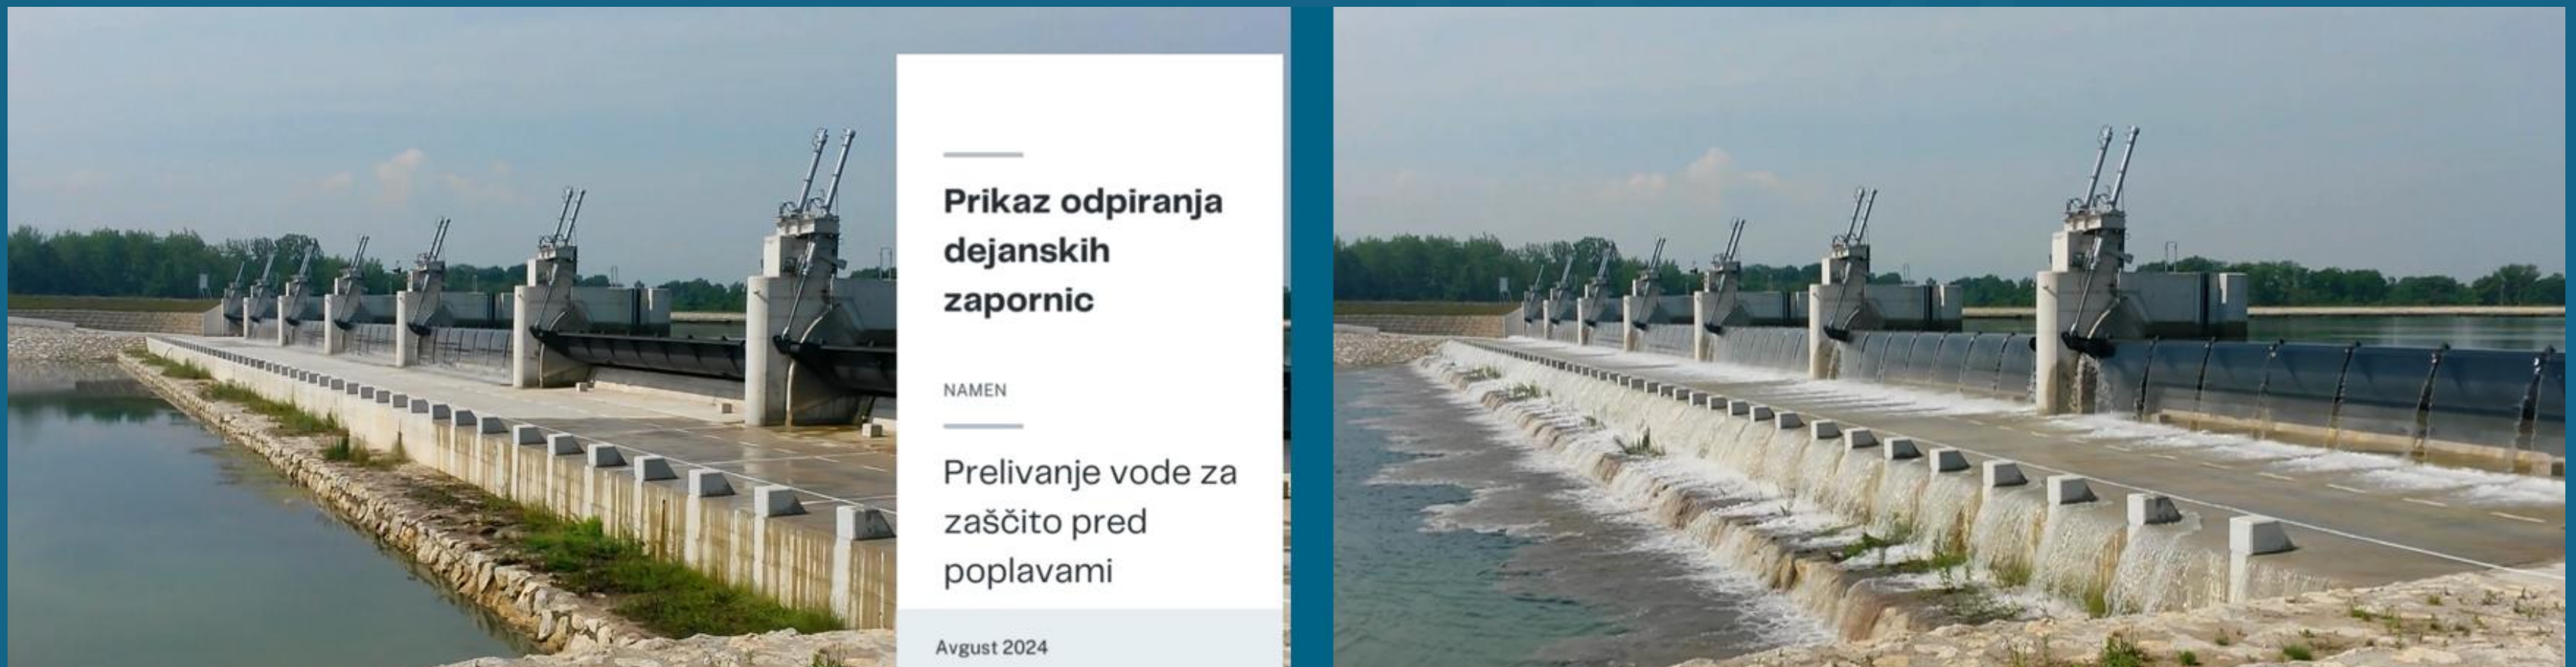 Prikaz odpiranja
dejanskih
zapornic
NAMEN
Prelivanje vode za
zaščito pred
poplavami
Avgust 2024